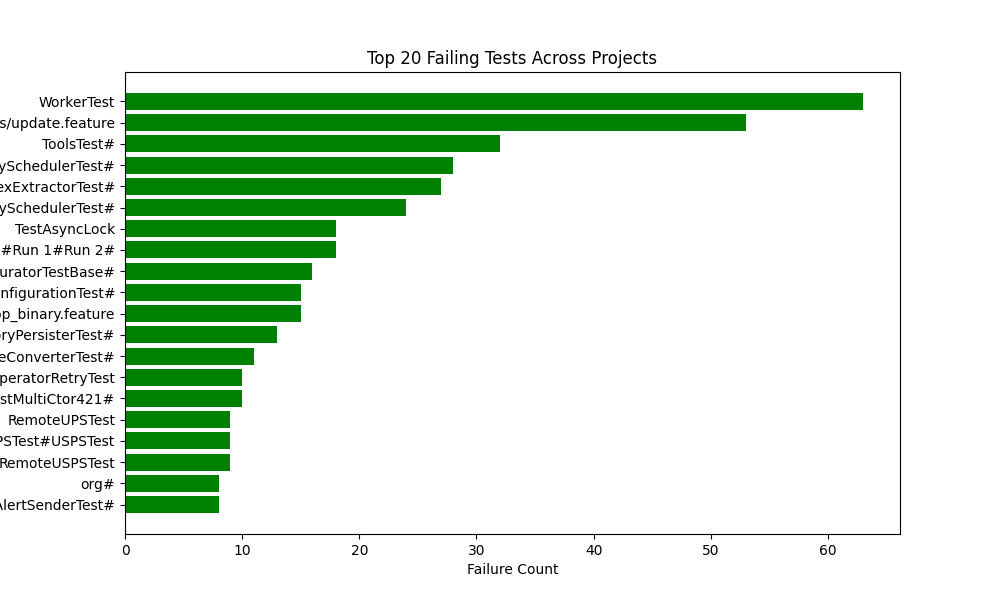 Top 20 Failing Tests Across Projects
WorkerTest
s/update.feature
ToolsTest#
ySchedulerTest#
exExtractorTest#
ySchedulerTest#
TestAsyncLock
#Run 1#Run 2#
uratorTestBase#
nfigurationTest#
op_binary.feature
oryPersisterTest#
eConverterTest#
peratorRetryTest
stMultiCtor421#
RemoteUPSTest
PSTest#USPSTest
RemoteUSPSTest
org#
AlertSenderTest#
0 10 20 30 40 50 60
Failure Count